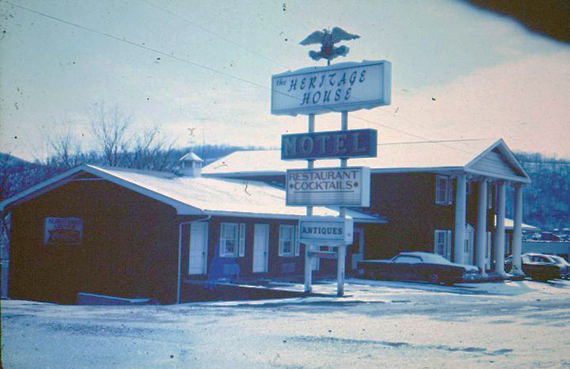 the HERITAGE
HOUSE
MOTEL
RESTAURANT
COCKTAILS
ANTIQUES